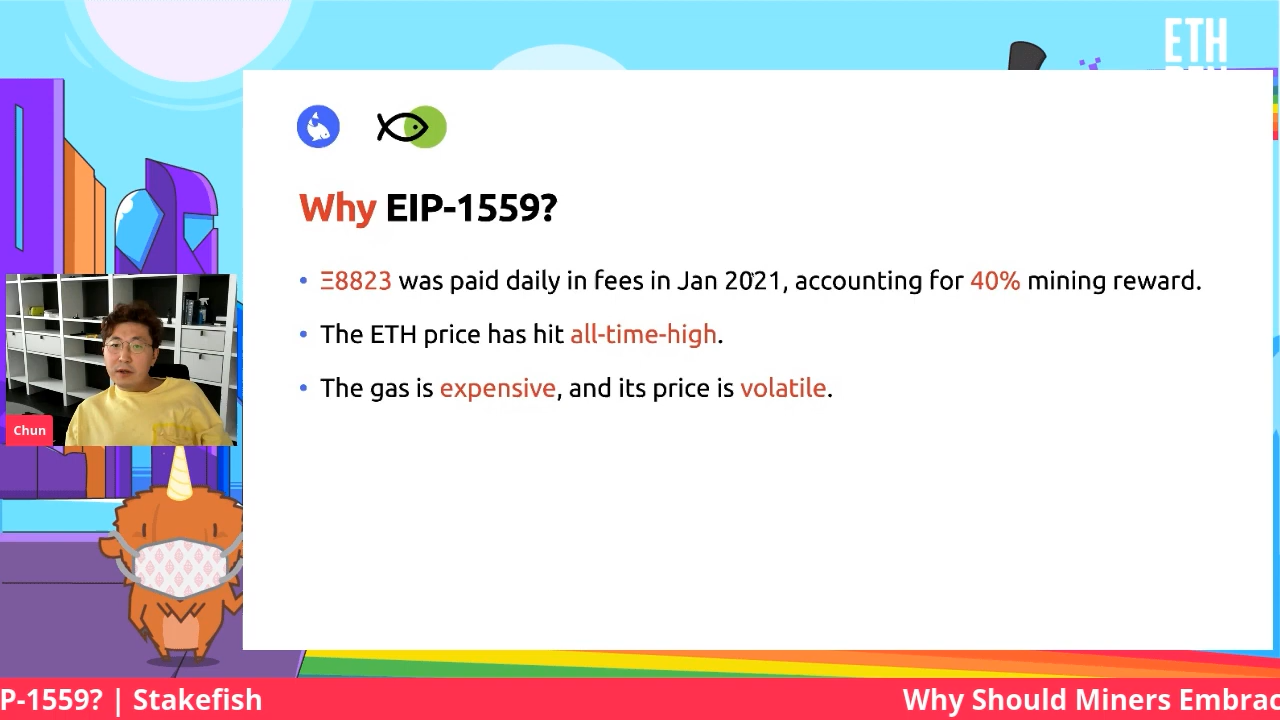 ETH
Why EIP-1559?
• Ξ8823 was paid daily in fees in Jan 2021, accounting for 40% mining reward.
• The ETH price has hit all-time-high.
• The gas is expensive, and its price is volatile.
Chun
P-1559? | Stakefish
Why Should Miners Embrac